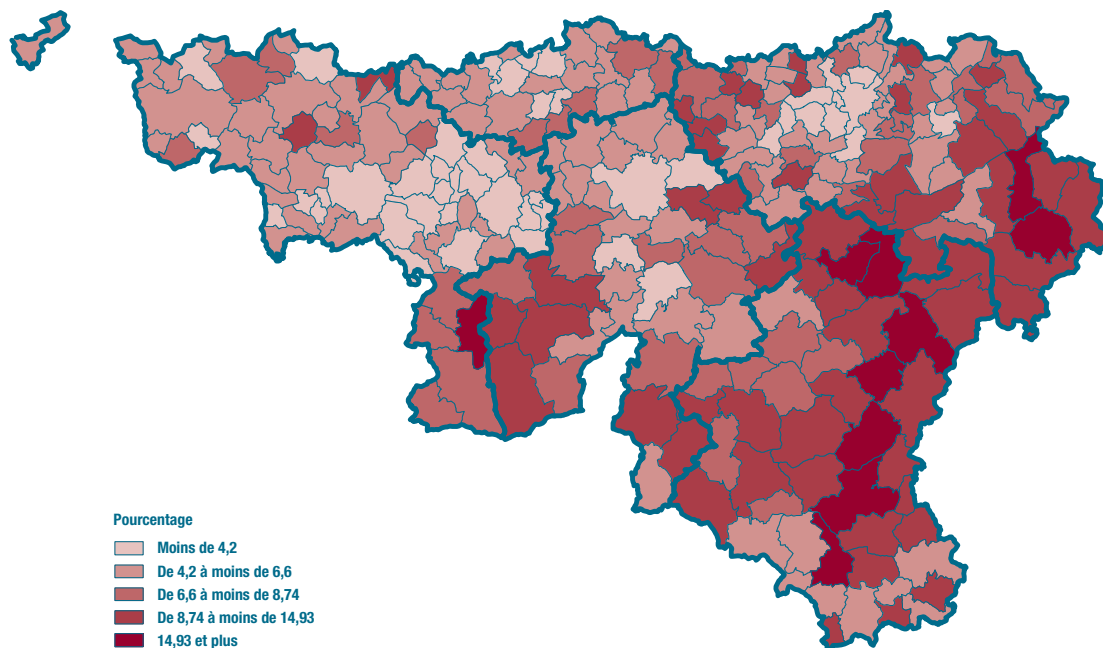 Pourcentage
Moins de 4,2
De 4,2 à moins de 6,6
De 6,6 à moins de 8,74
De 8,74 à moins de 14,93
14,93 et plus